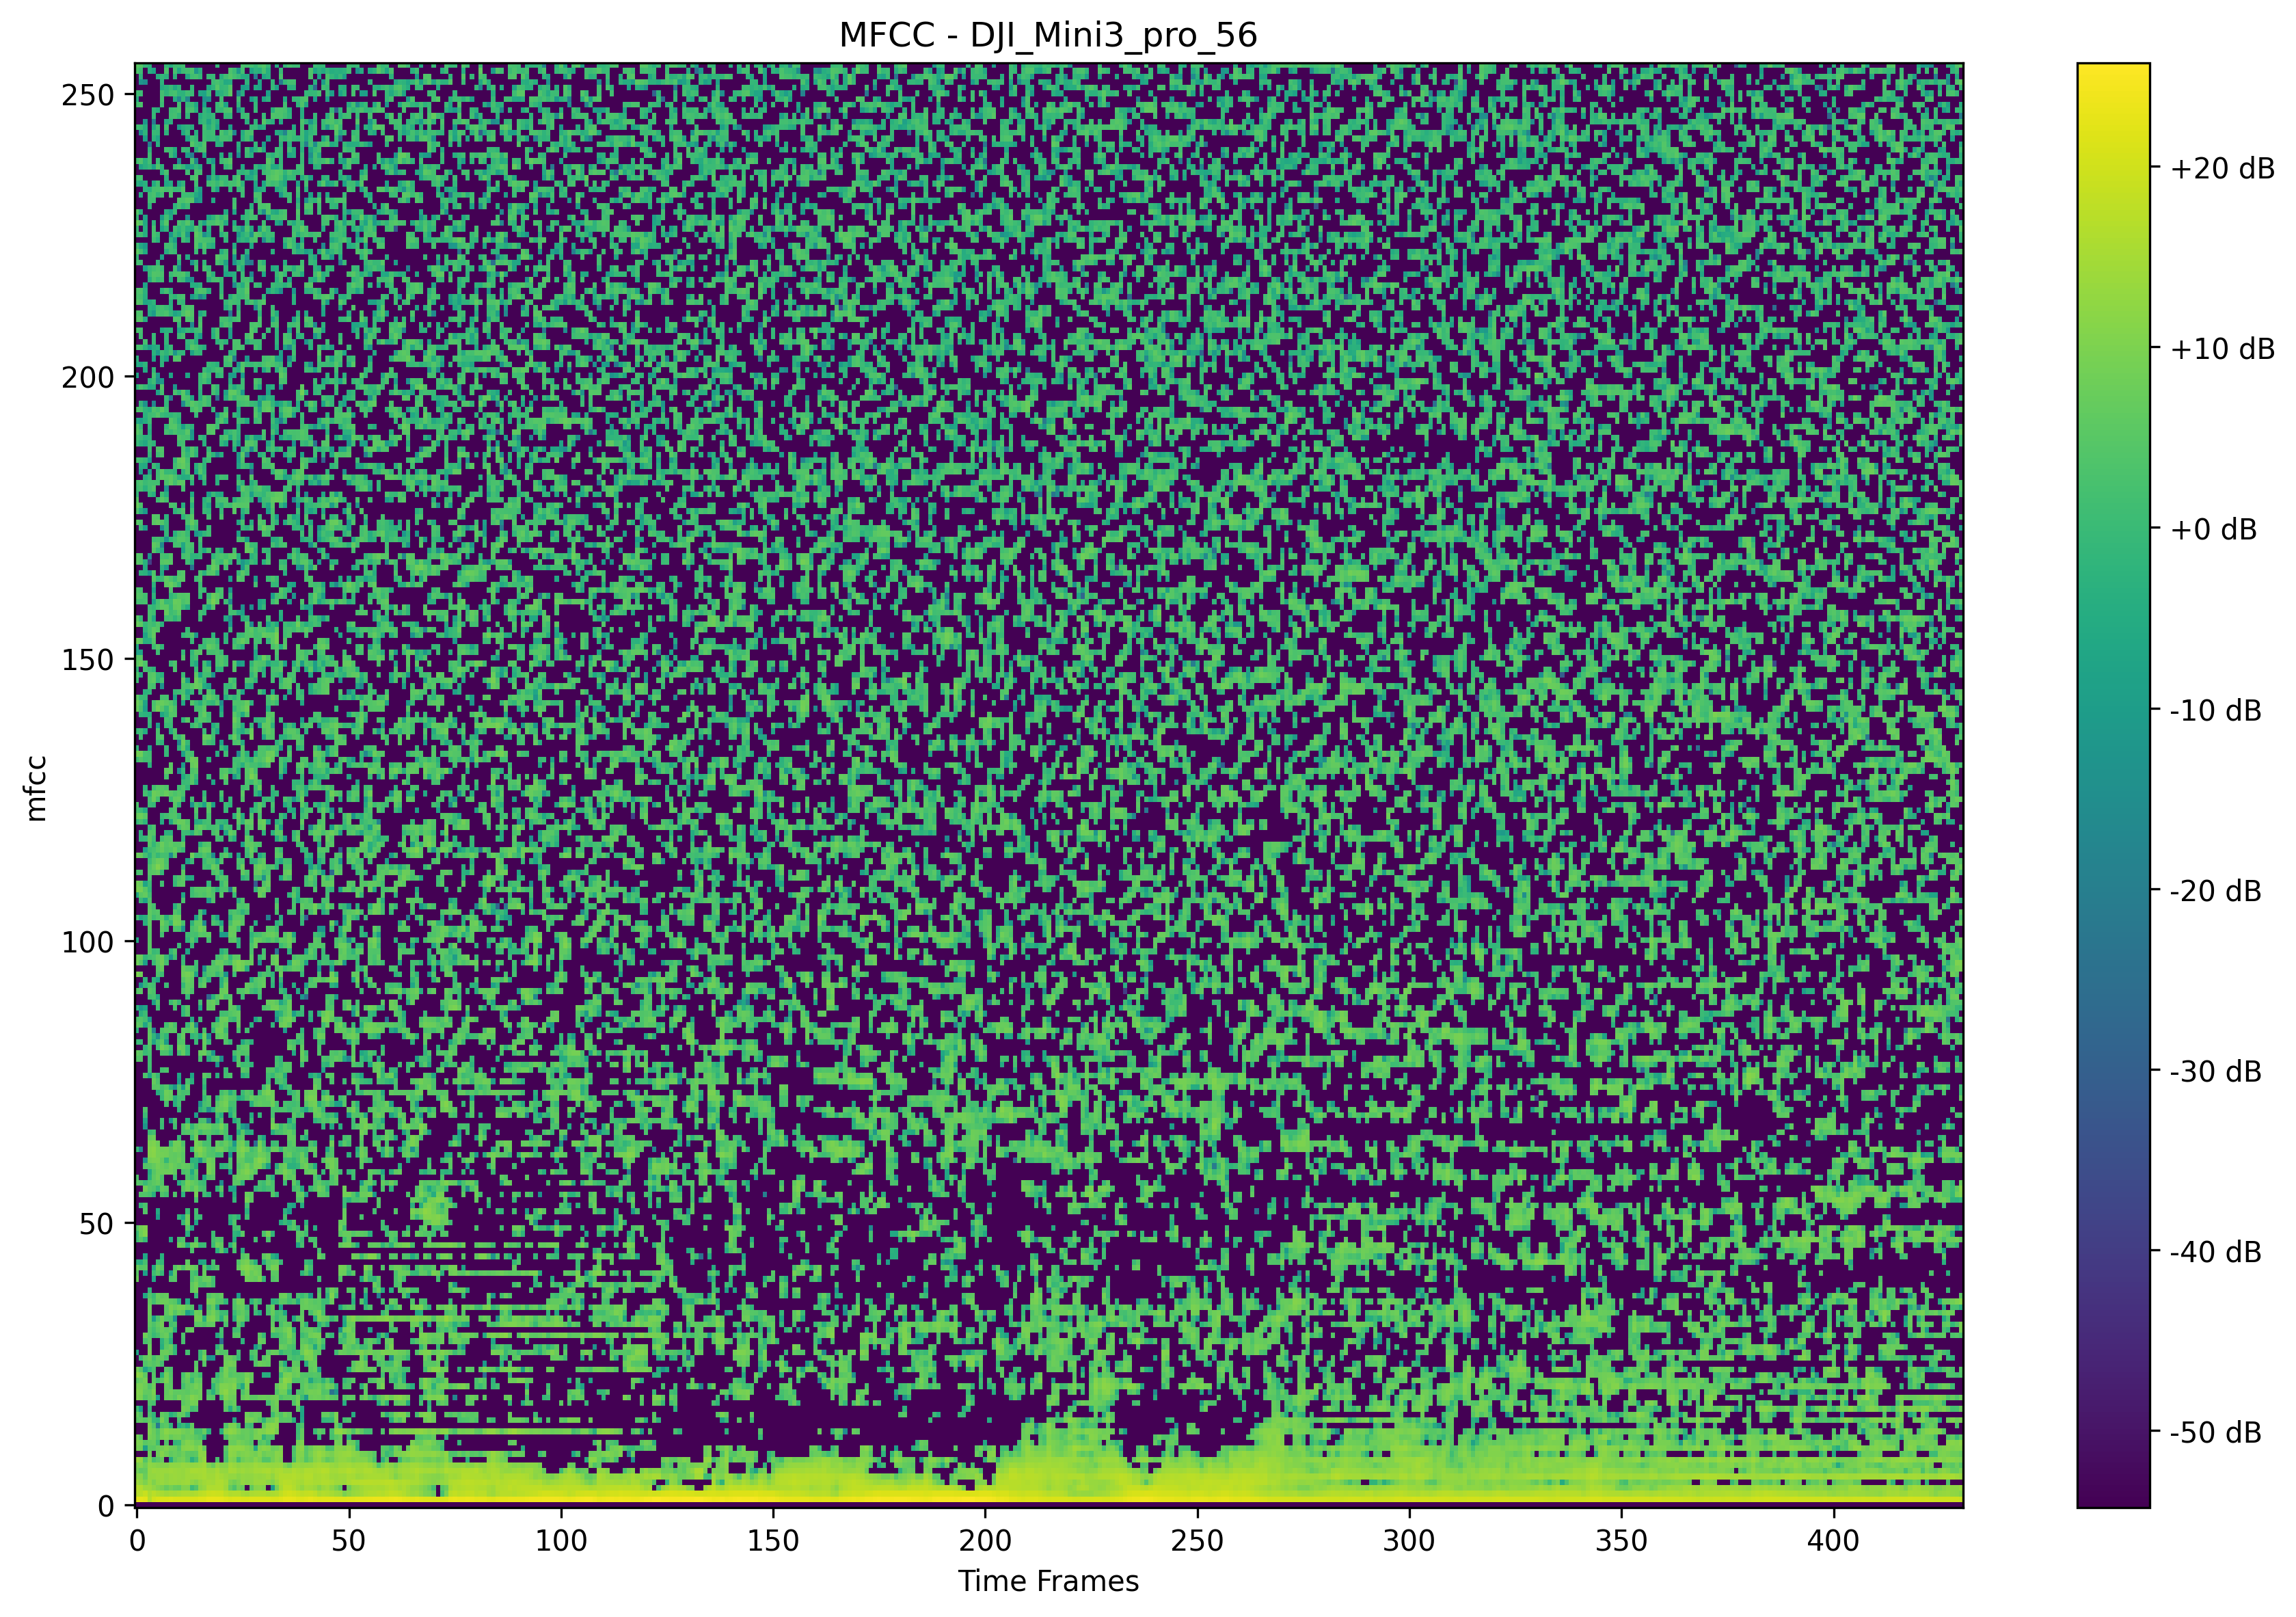 MFCC - DJI_Mini3_pro_56
250
200
150
100
50
0
mfcc
0 50 100 150 200 250 300 350 400
Time Frames
+20 dB
+10 dB
+0 dB
-10 dB
-20 dB
-30 dB
-40 dB
-50 dB